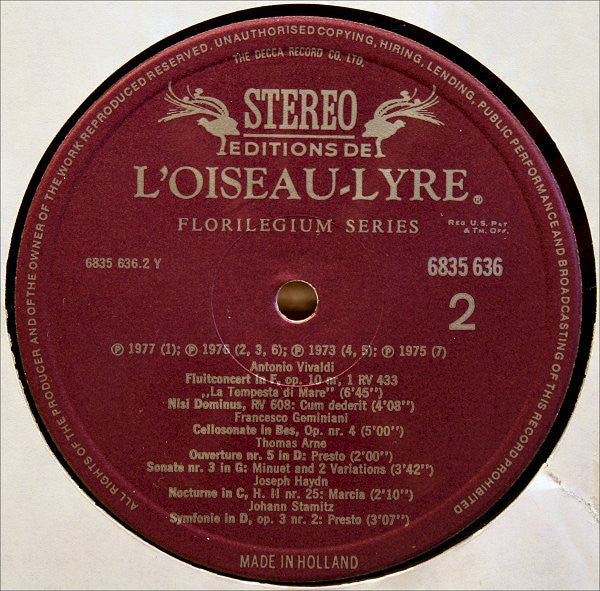 ALL RIGHTS OF THE PRODUCER AND OF THE OWNER OF THE WORK REPRODUCED RESERVED. UNAUTHORISED COPYING, HIRING, LENDING, PUBLIC PERFORMANCE AND BROADCASTING OF THIS RECORD PROHIBITED
THE DECCA RECORD CO. LTD.
STEREO
EDITIONS DE
L'OISEAU-LYRE®
FLORILEGIUM SERIES
REG U.S. PAT
& TM. OFF.
6835 636.2 Y
6835 636
2
℗ 1977 (1); ℗ 1976 (2, 3, 6); ℗ 1973 (4, 5); ℗ 1975 (7)
Antonio Vivaldi
Fluitconcert in F, op. 10 nr, 1 RV 433
,,La Tempesta di Mare'' (6'45'')
Nisi Dominus, RV 608: Cum dederit (4'08'')
Francesco Geminiani
Cellosonate in Bes, Op. nr. 4 (5'00'')
Thomas Arne
Ouverture nr. 5 in D: Presto (2'00'')
Sonate nr. 3 in G: Minuet and 2 Variations (3'42'')
Joseph Haydn
Nocturne in C, H. II nr. 25: Marcia (2'10'')
Johann Stamitz
Symfonie in D, op. 3 nr. 2: Presto (3'07'')
MADE IN HOLLAND